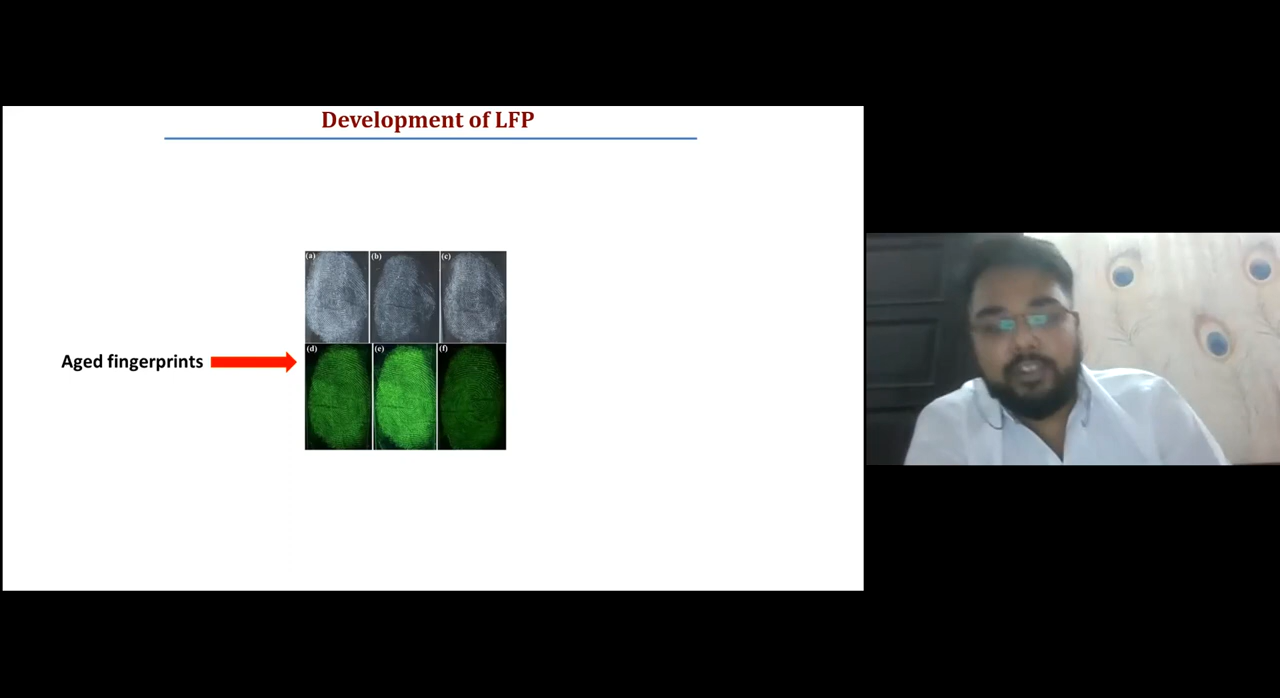 Development of LFP
(a) (b) (c)
Aged fingerprints
(d) (e) (f)